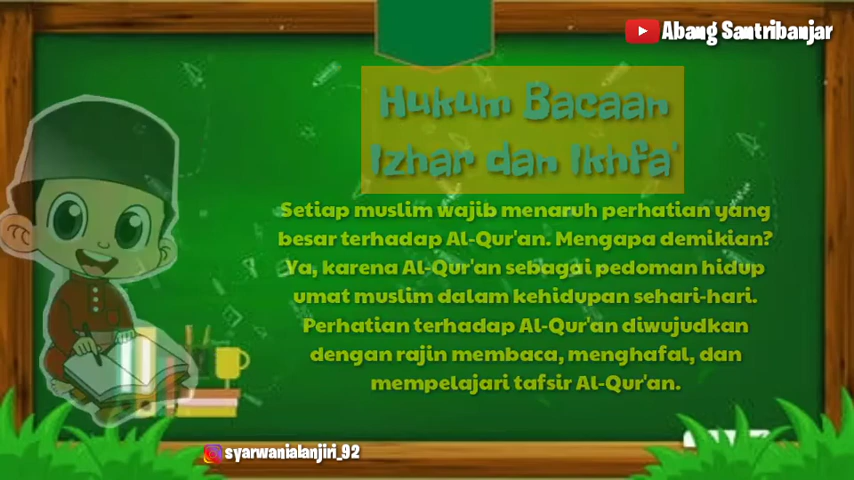 Abang Santribanjar
Hukum Bacaan
Izhar dan Ikhfa'
Setiap muslim wajib menaruh perhatian yang
besar terhadap Al-Qur'an. Mengapa demikian?
Ya, karena Al-Qur'an sebagai pedoman hidup
umat muslim dalam kehidupan sehari-hari.
Perhatian terhadap Al-Qur'an diwujudkan
dengan rajin membaca, menghafal, dan
mempelajari tafsir Al-Qur'an.
syarwanialanjiri_92